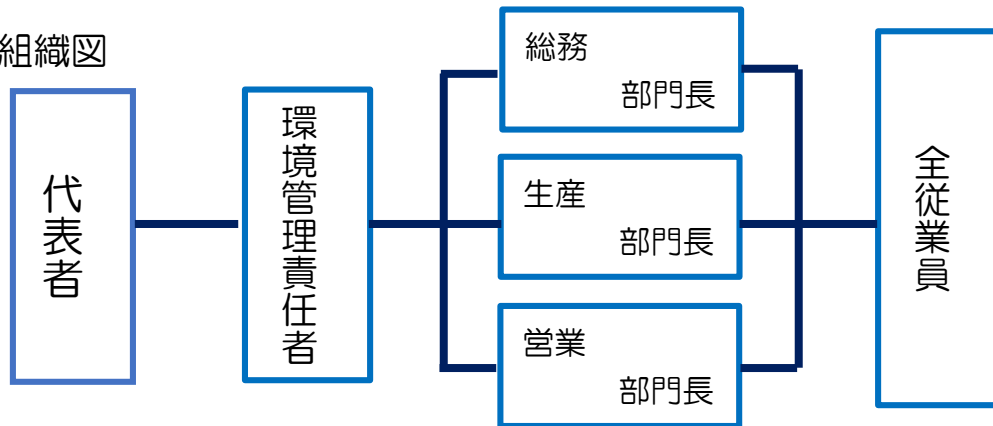 組織図
代表者
環境管理責任者
総務
部門長
生産
部門長
営業
部門長
全従業員